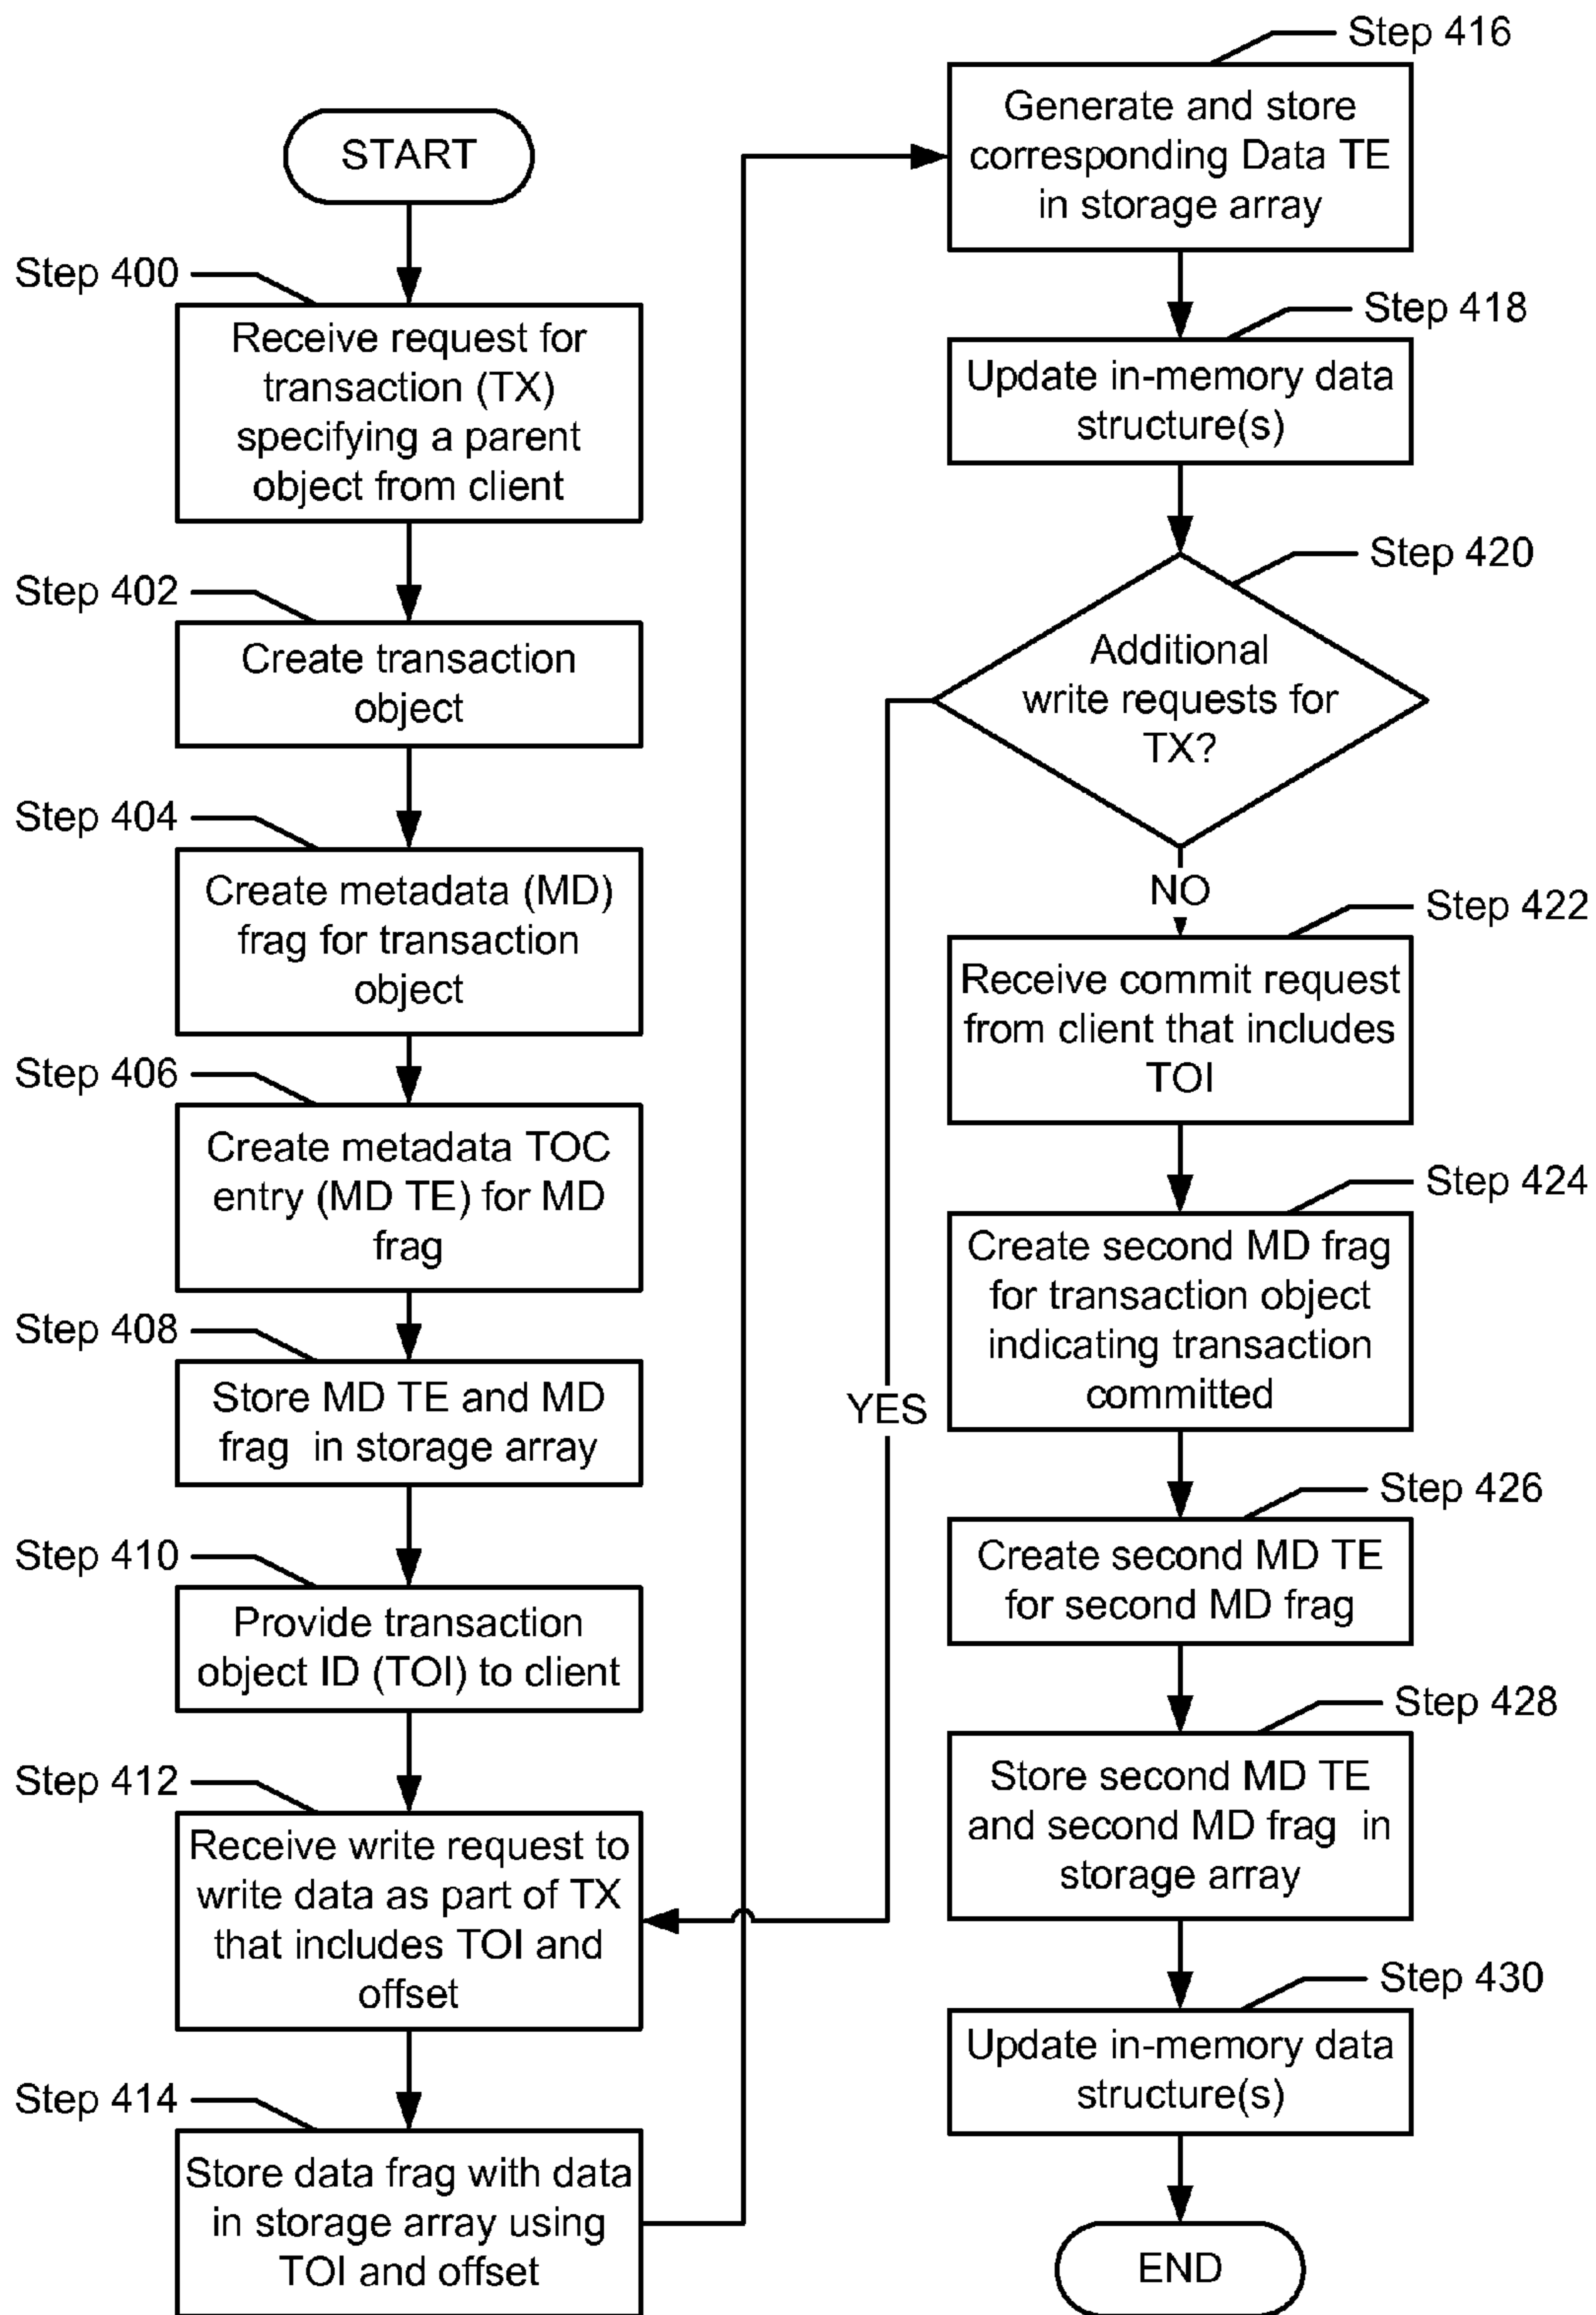 START
Step 400
Receive request for
transaction (TX)
specifying a parent
object from client
Step 402
Create transaction
object
Step 404
Create metadata (MD)
frag for transaction
object
Step 406
Create metadata TOC
entry (MD TE) for MD
frag
Step 408
Store MD TE and MD
frag in storage array
Step 410
Provide transaction
object ID (TOI) to client
Step 412
Receive write request to
write data as part of TX
that includes TOI and
offset
Step 414
Store data frag with data
in storage array using
TOI and offset
Step 416
Generate and store
corresponding Data TE
in storage array
Step 418
Update in-memory data
structure(s)
Step 420
Additional
write requests for
TX?
YES
NO
Step 422
Receive commit request
from client that includes
TOI
Step 424
Create second MD frag
for transaction object
indicating transaction
committed
Step 426
Create second MD TE
for second MD frag
Step 428
Store second MD TE
and second MD frag in
storage array
Step 430
Update in-memory data
structure(s)
END